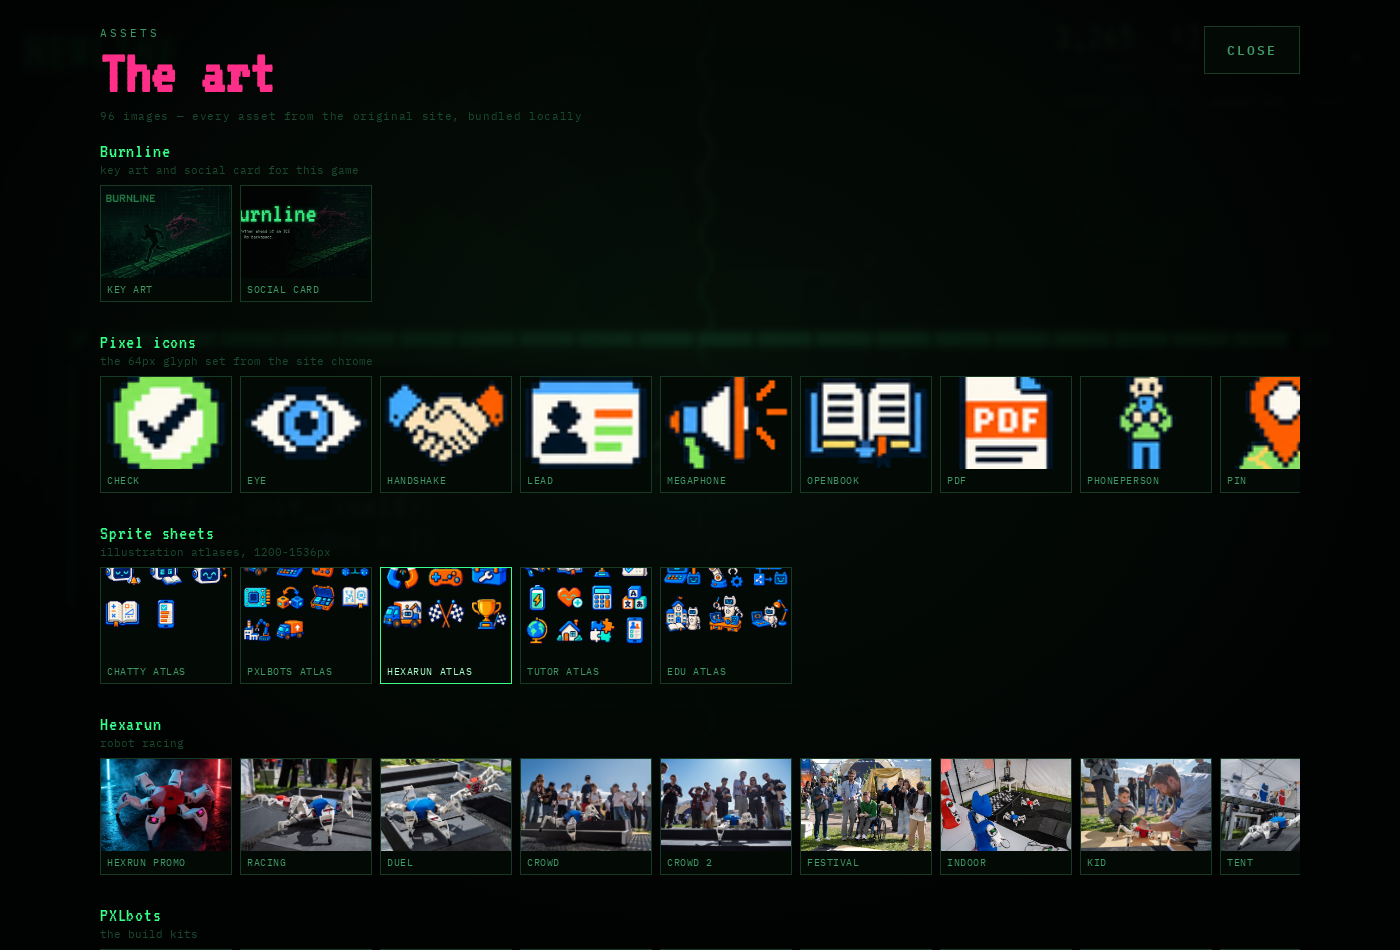 ASSETS
The art
CLOSE
96 images — every asset from the original site, bundled locally
Burnline
key art and social card for this game
BURNLINE
urnline
KEY ART
SOCIAL CARD
Pixel icons
the 64px glyph set from the site chrome
PDF
CHECK
EYE
HANDSHAKE
LEAD
MEGAPHONE
OPENBOOK
PDF
PHONEPERSON
PIN
Sprite sheets
illustration atlases, 1200-1536px
CHATTY ATLAS
PXLBOTS ATLAS
HEXARUN ATLAS
TUTOR ATLAS
EDU ATLAS
Hexarun
robot racing
HEXRUN PROMO
RACING
DUEL
CROWD
CROWD 2
FESTIVAL
INDOOR
KID
TENT
PXLbots
the build kits